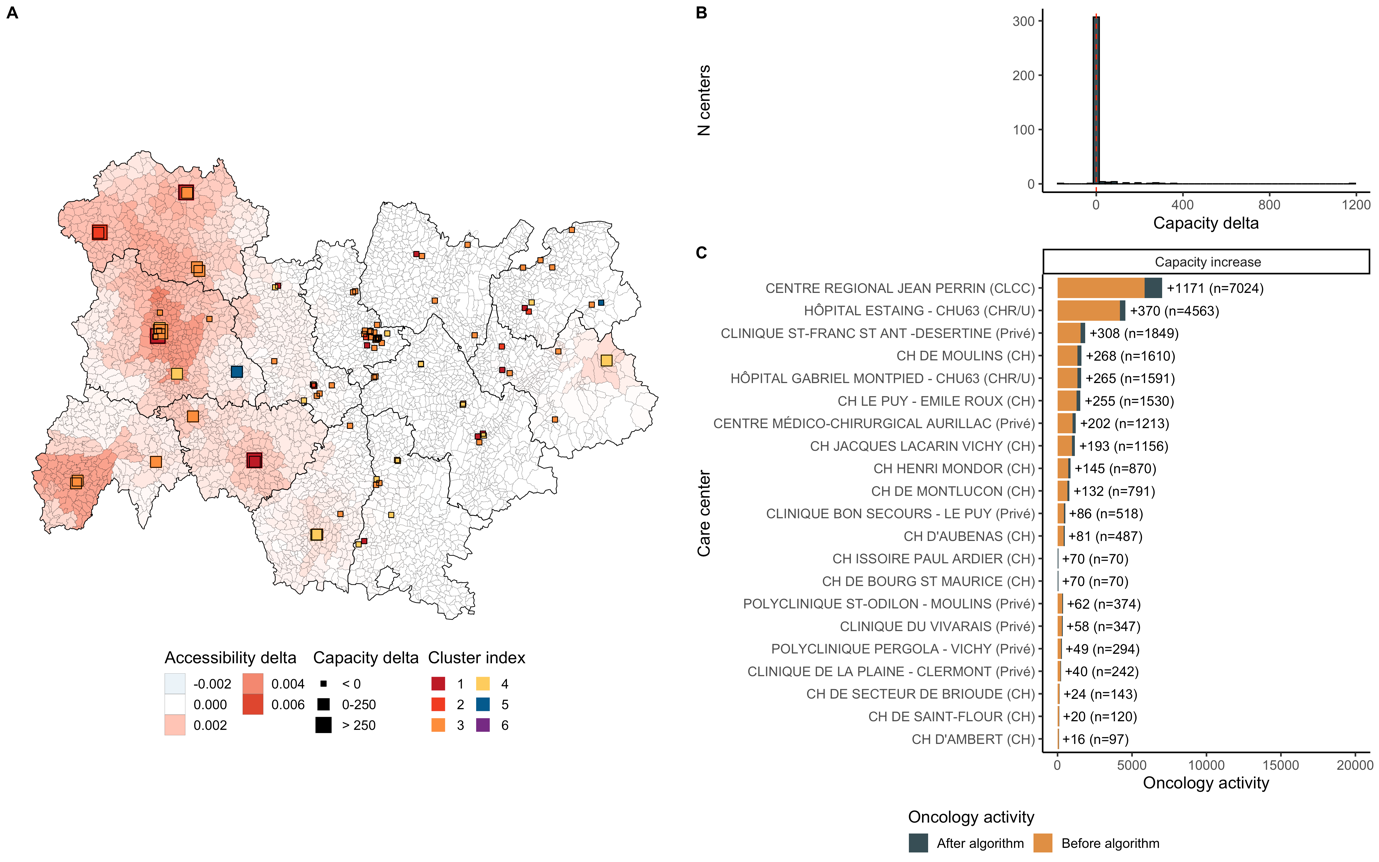 A
Accessibility delta
-0.002
0.000
0.002
0.004
0.006
Capacity delta
< 0
0-250
> 250
Cluster index
1
2
3
4
5
6
B
N centers
300
200
100
0
0
400
800
1200
Capacity delta
C
Capacity increase
Care center
CENTRE REGIONAL JEAN PERRIN (CLCC) +1171 (n=7024)
HÔPITAL ESTAING - CHU63 (CHR/U) +370 (n=4563)
CLINIQUE ST-FRANC ST ANT -DESERTINE (Privé) +308 (n=1849)
CH DE MOULINS (CH) +268 (n=1610)
HÔPITAL GABRIEL MONTPIED - CHU63 (CHR/U) +265 (n=1591)
CH LE PUY - EMILE ROUX (CH) +255 (n=1530)
CENTRE MÉDICO-CHIRURGICAL AURILLAC (Privé) +202 (n=1213)
CH JACQUES LACARIN VICHY (CH) +193 (n=1156)
CH HENRI MONDOR (CH) +145 (n=870)
CH DE MONTLUCON (CH) +132 (n=791)
CLINIQUE BON SECOURS - LE PUY (Privé) +86 (n=518)
CH D'AUBENAS (CH) +81 (n=487)
CH ISSOIRE PAUL ARDIER (CH) +70 (n=70)
CH DE BOURG ST MAURICE (CH) +70 (n=70)
POLYCLINIQUE ST-ODILON - MOULINS (Privé) +62 (n=374)
CLINIQUE DU VIVARAIS (Privé) +58 (n=347)
POLYCLINIQUE PERGOLA - VICHY (Privé) +49 (n=294)
CLINIQUE DE LA PLAINE - CLERMONT (Privé) +40 (n=242)
CH DE SECTEUR DE BRIOUDE (CH) +24 (n=143)
CH DE SAINT-FLOUR (CH) +20 (n=120)
CH D'AMBERT (CH) +16 (n=97)
0
5000
10000
15000
20000
Oncology activity
Oncology activity
After algorithm
Before algorithm